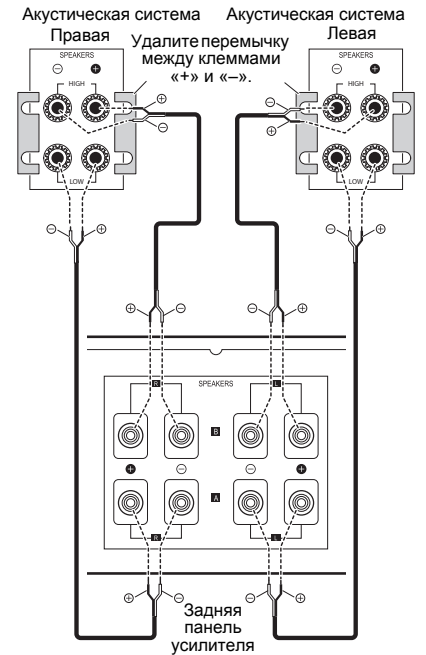 Акустическая система
Правая
Акустическая система
Левая
Удалите перемычку
между клеммами
«+» и «–».
SPEAKERS
⊖ ⊕
HIGH
LOW
SPEAKERS
⊖ ⊕
HIGH
LOW
⊕
⊖
⊖
⊕
⊖ ⊕
⊖ ⊕
⊕ ⊖
⊖ ⊕
R SPEAKERS L
B
⊕ ⊖ ⊖ ⊕
A
R L
⊕ ⊖
⊖ ⊕
Задняя
панель
усилителя